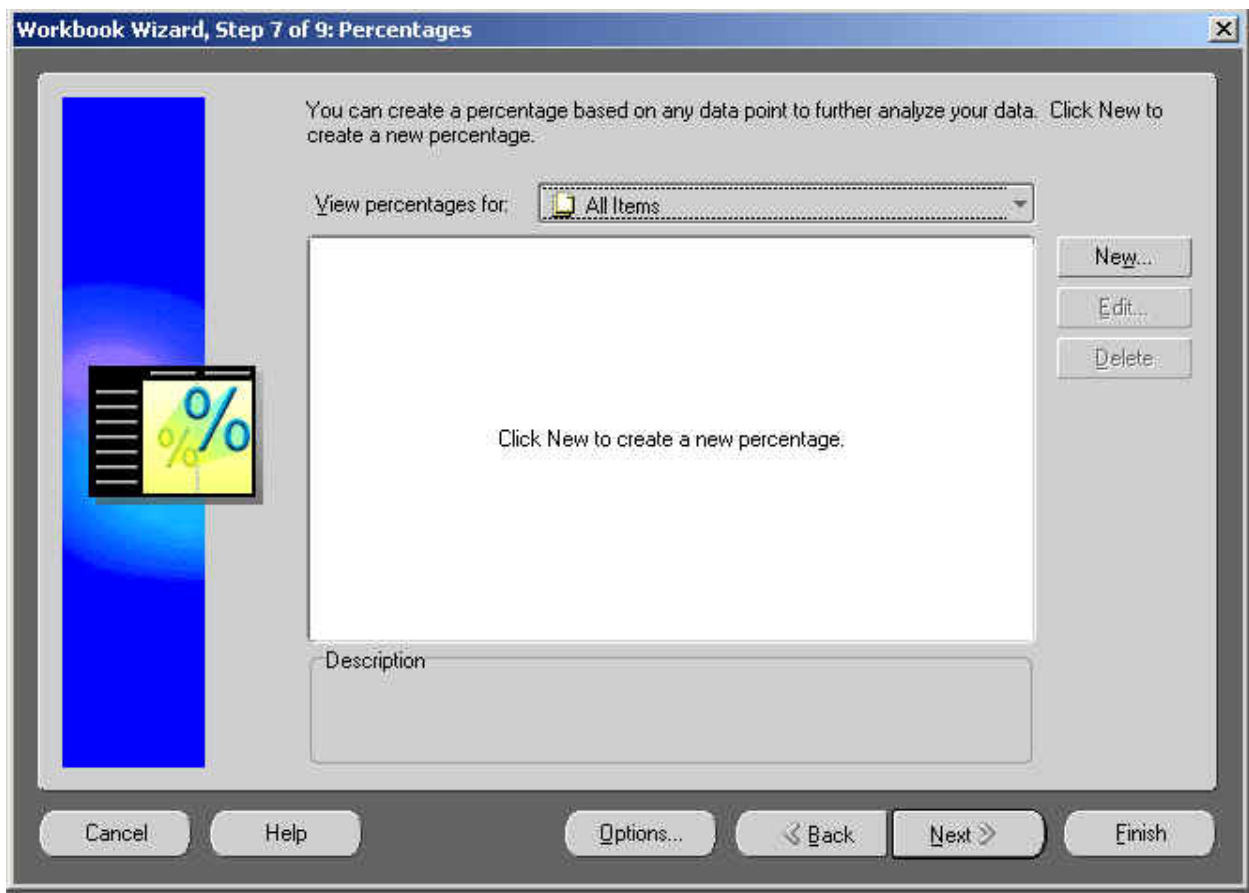 Workbook Wizard, Step 7 of 9: Percentages
You can create a percentage based on any data point to further analyze your data. Click New to
create a new percentage.
View percentages for:
All Items
New...
Edit...
Delete
%
%
Click New to create a new percentage.
Description
Cancel
Help
Options...
Back
Next
Finish